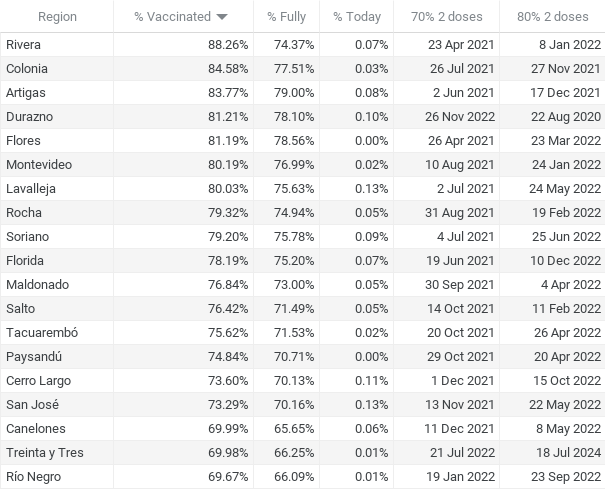 Region % Vaccinated % Fully % Today 70% 2 doses 80% 2 doses
Rivera 88.26% 74.37% 0.07% 23 Apr 2021 8 Jan 2022
Colonia 84.58% 77.51% 0.03% 26 Jul 2021 27 Nov 2021
Artigas 83.77% 79.00% 0.08% 2 Jun 2021 17 Dec 2021
Durazno 81.21% 78.10% 0.10% 26 Nov 2022 22 Aug 2020
Flores 81.19% 78.56% 0.00% 26 Apr 2021 23 Mar 2022
Montevideo 80.19% 76.99% 0.02% 10 Aug 2021 24 Jan 2022
Lavalleja 80.03% 75.63% 0.13% 2 Jul 2021 24 May 2022
Rocha 79.32% 74.94% 0.05% 31 Aug 2021 19 Feb 2022
Soriano 79.20% 75.78% 0.09% 4 Jul 2021 25 Jun 2022
Florida 78.19% 75.20% 0.07% 19 Jun 2021 10 Dec 2022
Maldonado 76.84% 73.00% 0.05% 30 Sep 2021 4 Apr 2022
Salto 76.42% 71.49% 0.05% 14 Oct 2021 11 Feb 2022
Tacuarembó 75.62% 71.53% 0.02% 20 Oct 2021 26 Apr 2022
Paysandú 74.84% 70.71% 0.00% 29 Oct 2021 20 Apr 2022
Cerro Largo 73.60% 70.13% 0.11% 1 Dec 2021 15 Oct 2022
San José 73.29% 70.16% 0.13% 13 Nov 2021 22 May 2022
Canelones 69.99% 65.65% 0.06% 11 Dec 2021 8 May 2022
Treinta y Tres 69.98% 66.25% 0.01% 21 Jul 2022 18 Jul 2024
Río Negro 69.67% 66.09% 0.01% 19 Jan 2022 23 Sep 2022